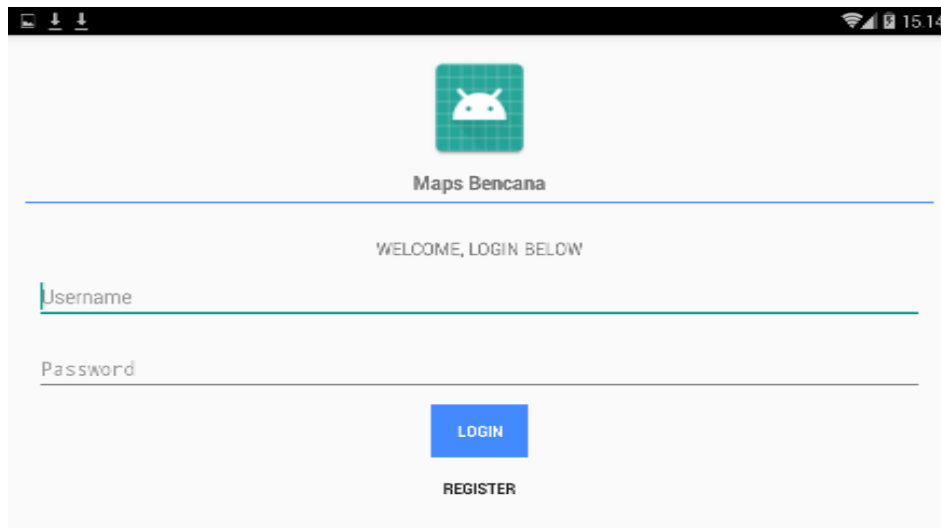 15.14
Maps Bencana
WELCOME, LOGIN BELOW
Username
Password
LOGIN
REGISTER